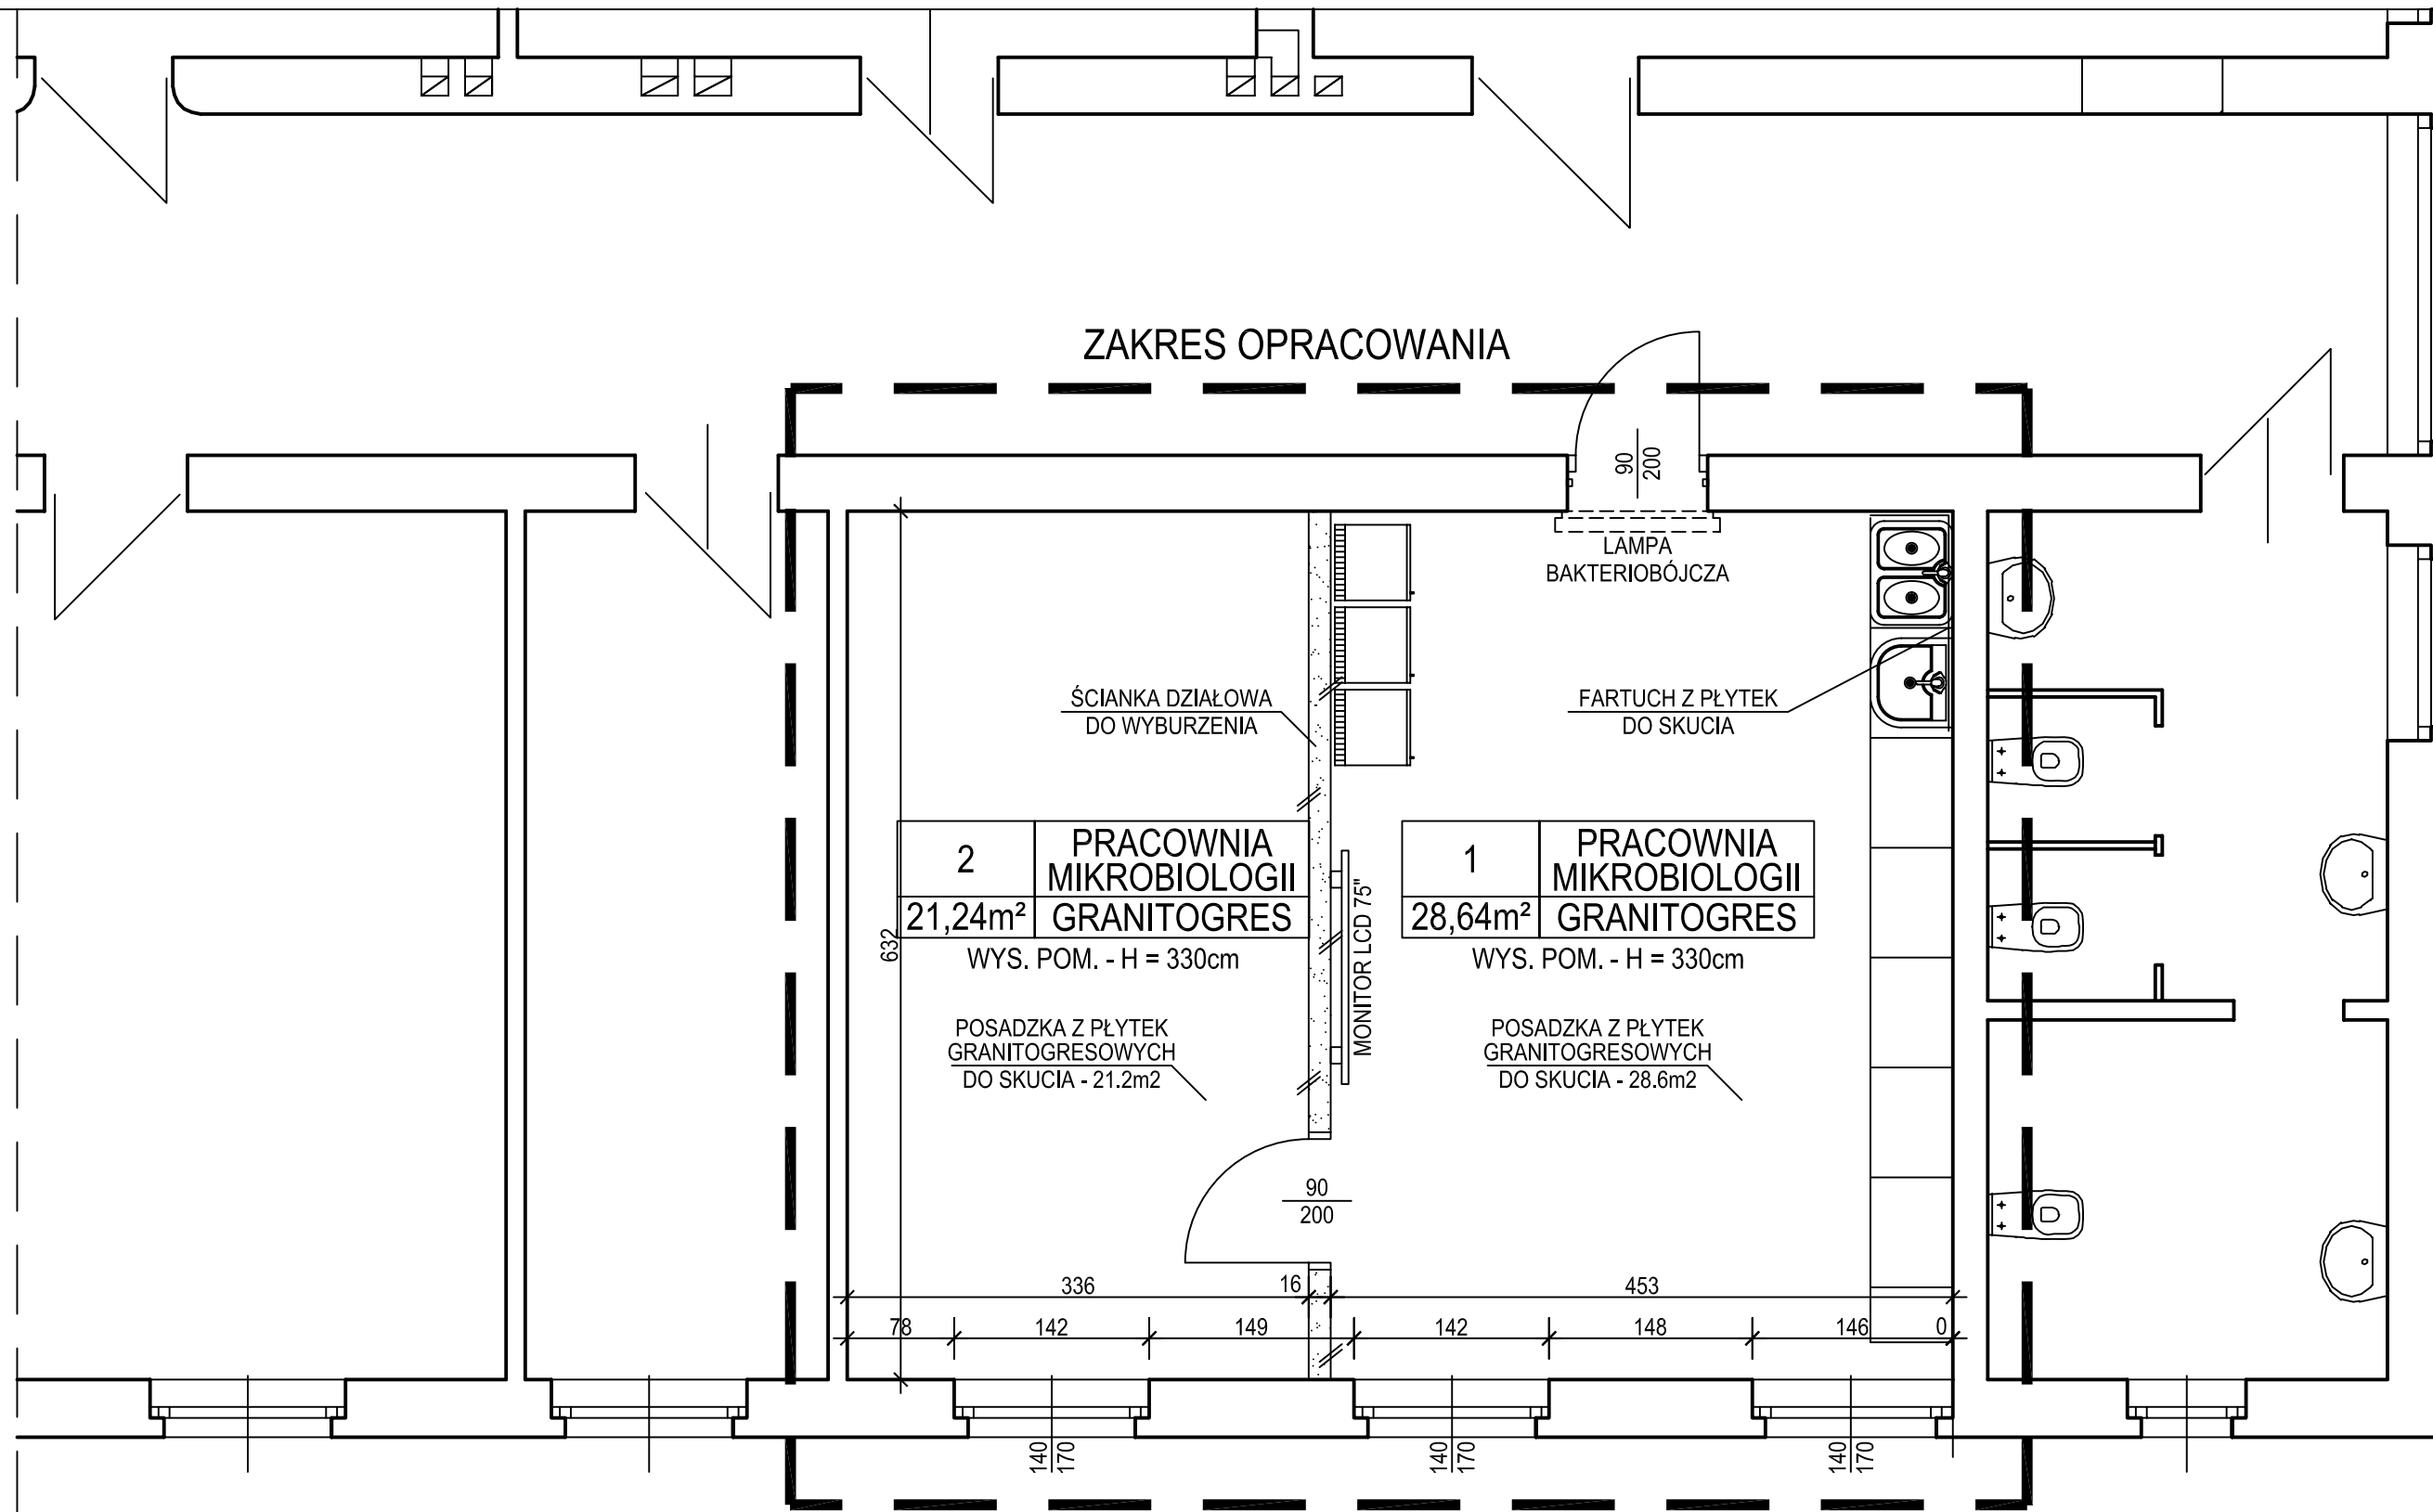 ZAKRES OPRACOWANIA
90
200
LAMPA
BAKTERIOBÓJCZA
ŚCIANKA DZIAŁOWA
DO WYBURZENIA
FARTUCH Z PŁYTEK
DO SKUCIA
2
PRACOWNIA
MIKROBIOLOGII
21,24m²
GRANITOGRES
WYS. POM. - H = 330cm
632
MONITOR LCD 75"
1
PRACOWNIA
MIKROBIOLOGII
28,64m²
GRANITOGRES
WYS. POM. - H = 330cm
POSADZKA Z PŁYTEK
GRANITOGRESOWYCH
DO SKUCIA - 21.2m2
POSADZKA Z PŁYTEK
GRANITOGRESOWYCH
DO SKUCIA - 28.6m2
90
200
336
16
453
78
142
149
142
148
146
0
140
170
140
170
140
170